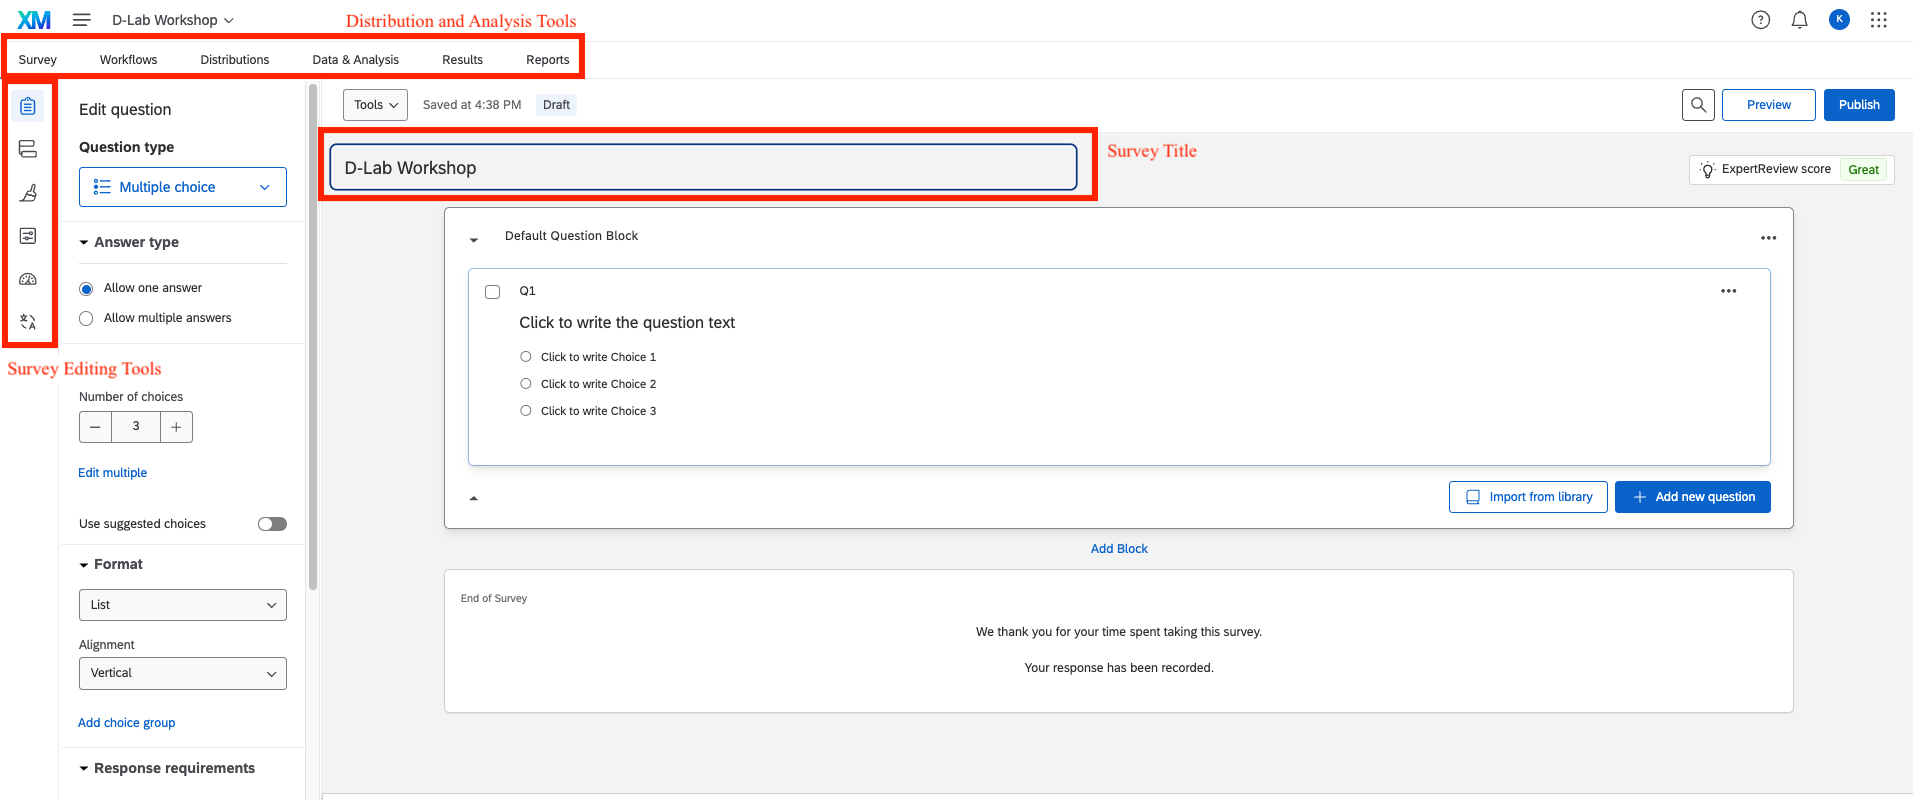 XM
D-Lab Workshop
Distribution and Analysis Tools
K
Survey
Workflows
Distributions
Data & Analysis
Results
Reports
Edit question
Question type
Multiple choice
Answer type
Allow one answer
Allow multiple answers
Survey Editing Tools
Number of choices
3
Edit multiple
Use suggested choices
Format
List
Alignment
Vertical
Add choice group
Response requirements
Tools
Saved at 4:38 PM
Draft
Preview
Publish
D-Lab Workshop
Survey Title
ExpertReview score
Great
Default Question Block
Q1
Click to write the question text
Click to write Choice 1
Click to write Choice 2
Click to write Choice 3
Import from library
Add new question
Add Block
End of Survey
We thank you for your time spent taking this survey.
Your response has been recorded.